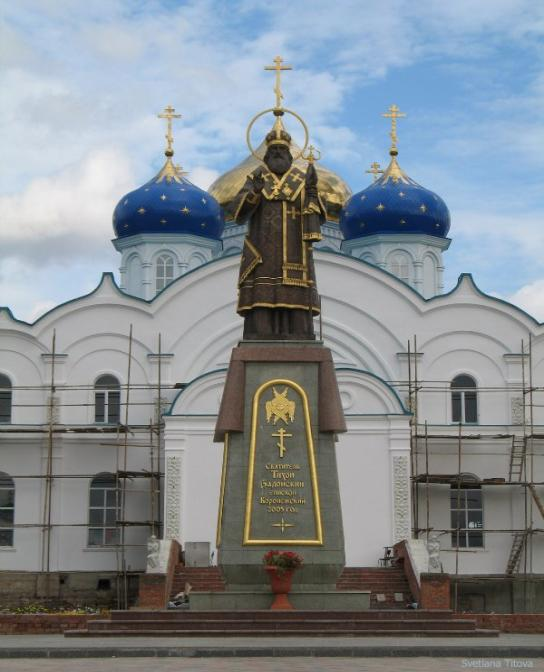 Святитель
Тихон
Задонский
епископ
Воронежский
2005 год
Svetlana Titova